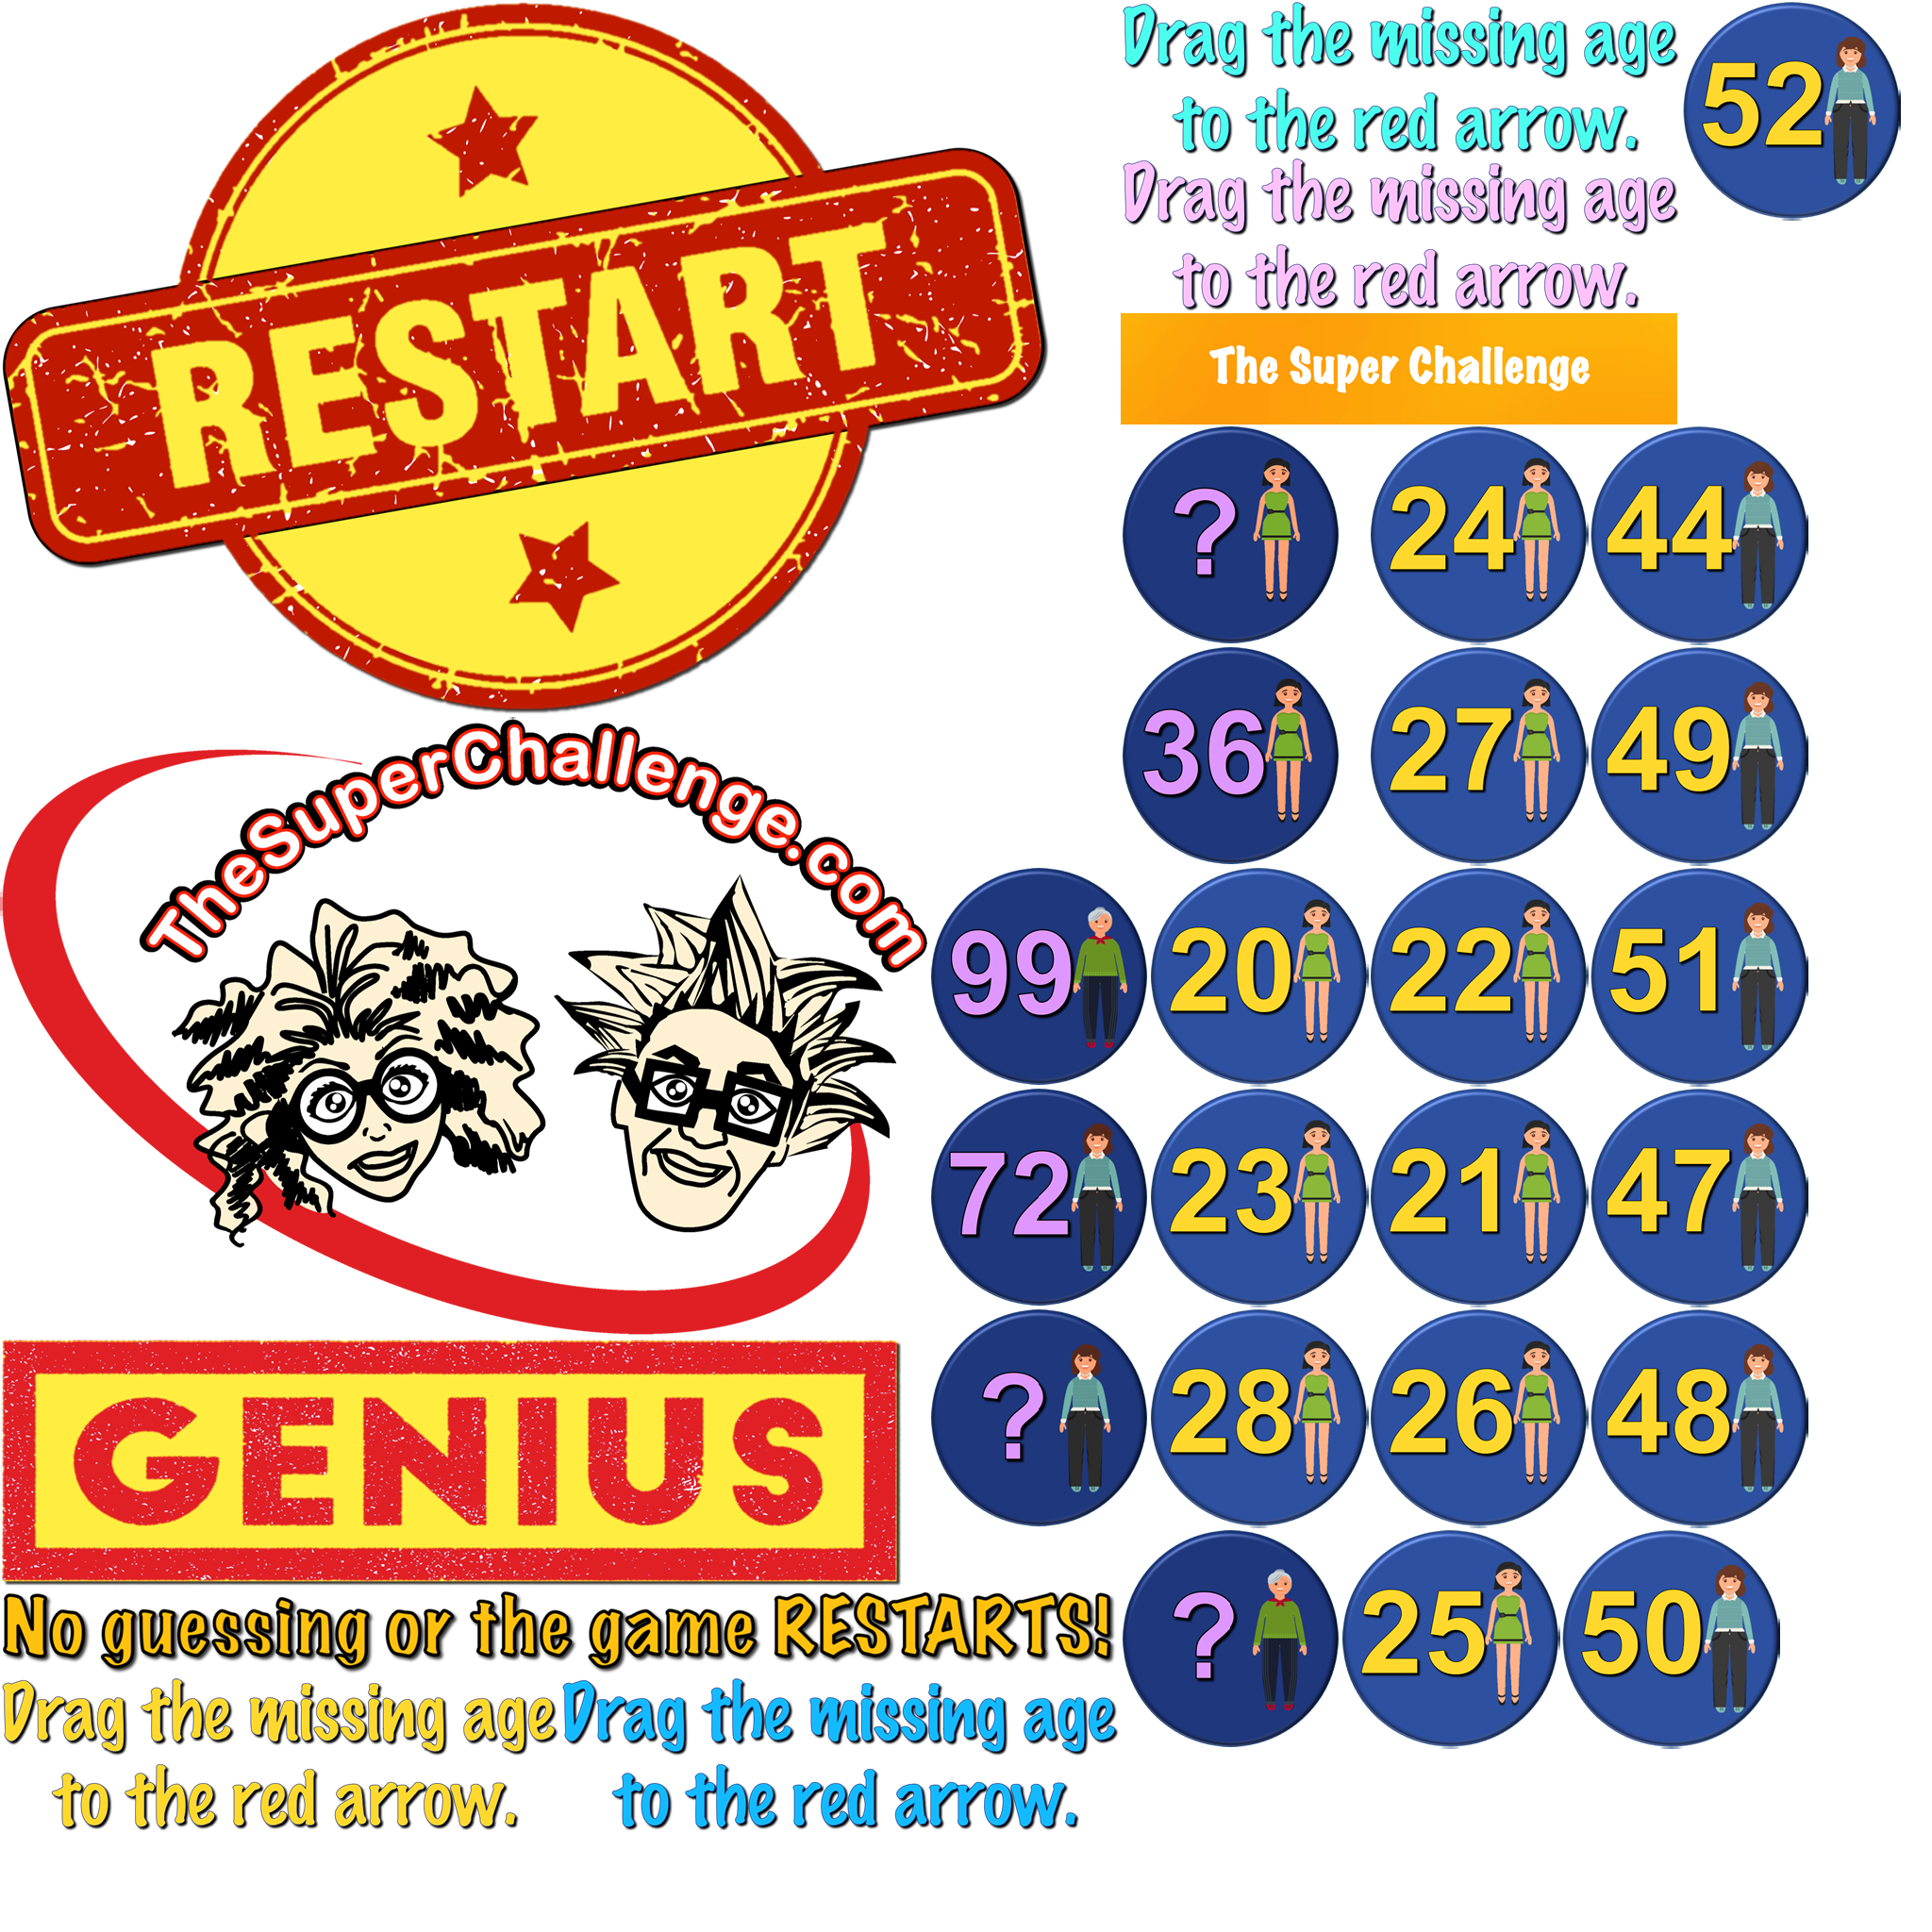 RESTART
Drag the missing age
to the red arrow.
52
Drag the missing age
to the red arrow.
The Super Challenge
? 24 44
36 27 49
TheSuperChallenge.com
99 20 22 51
72 23 21 47
? 28 26 48
GENIUS
? 25 50
No guessing or the game RESTARTS!
Drag the missing age
to the red arrow.
Drag the missing age
to the red arrow.